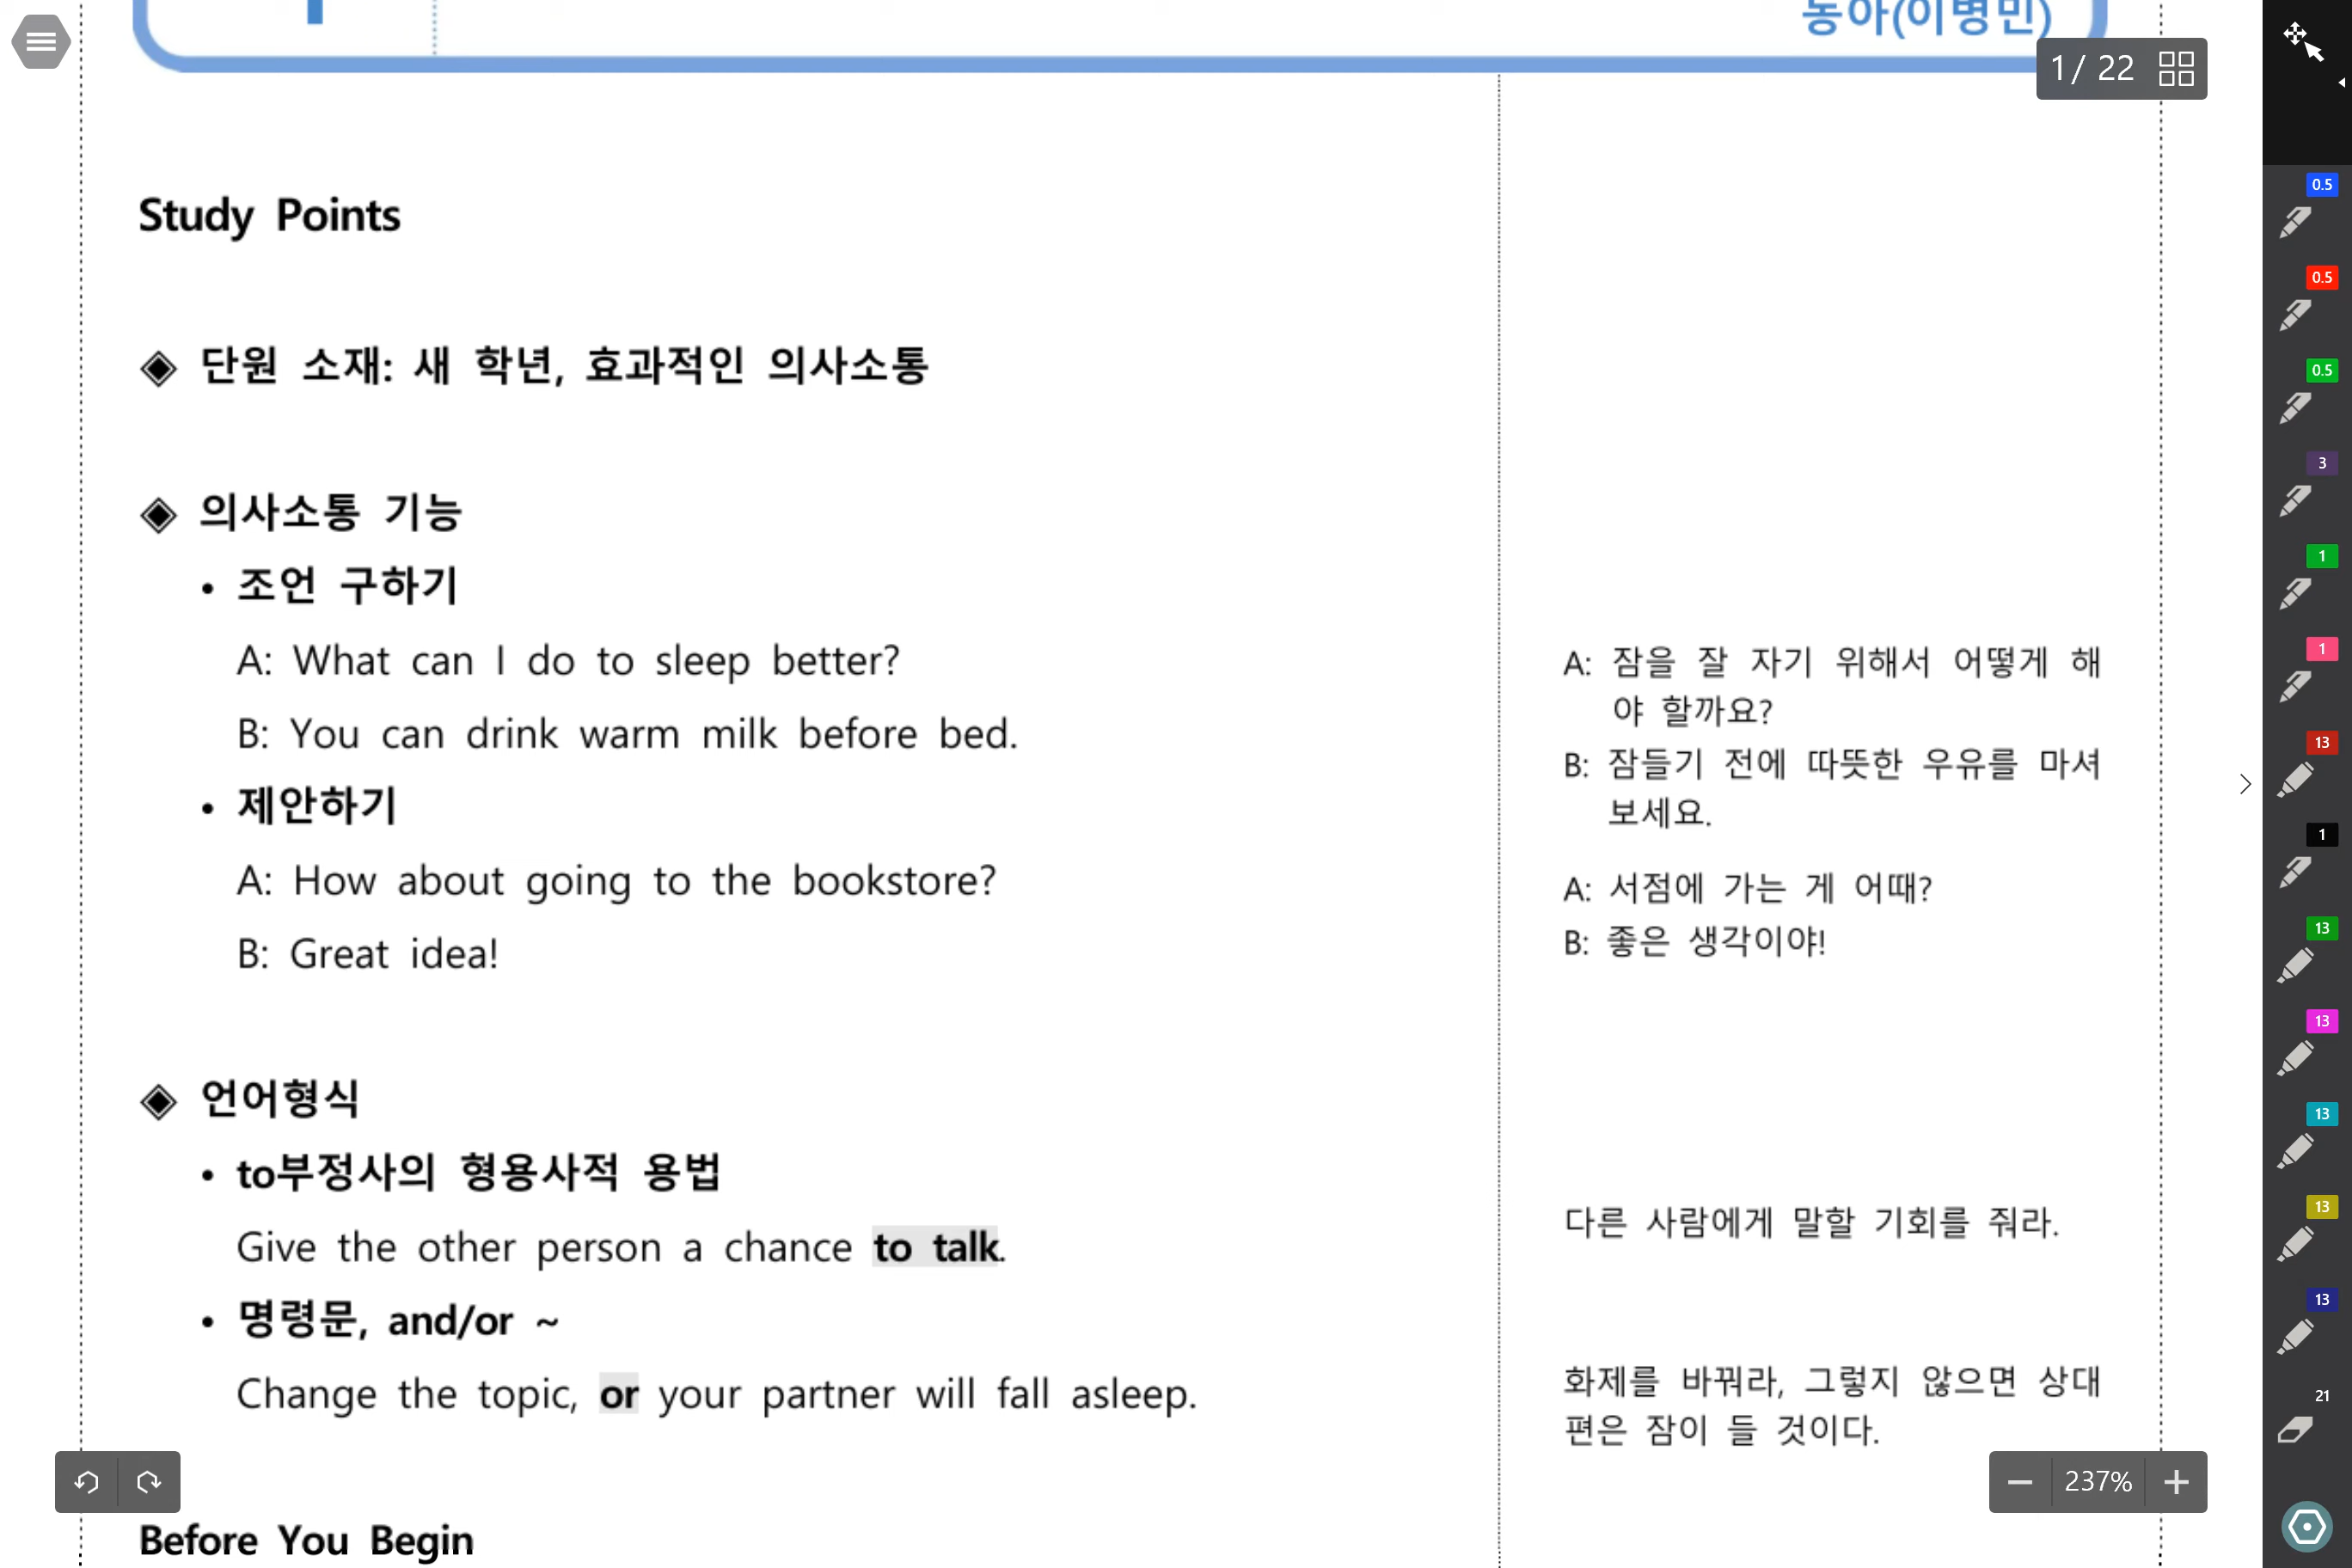 동아(이병민)
1/ 22
Study Points
◈ 단원 소재: 새 학년, 효과적인 의사소통
◈ 의사소통 기능
• 조언 구하기
A: What can I do to sleep better?
B: You can drink warm milk before bed.
• 제안하기
A: How about going to the bookstore?
B: Great idea!
A: 잠을 잘 자기 위해서 어떻게 해
야 할까요?
B: 잠들기 전에 따뜻한 우유를 마셔
보세요.
A: 서점에 가는 게 어때?
B: 좋은 생각이야!
◈ 언어형식
• to부정사의 형용사적 용법
Give the other person a chance to talk.
• 명령문, and/or ~
Change the topic, or your partner will fall asleep.
다른 사람에게 말할 기회를 줘라.
화제를 바꿔라, 그렇지 않으면 상대
편은 잠이 들 것이다.
Before You Begin
237%
0.5
0.5
0.5
3
1
1
13
1
13
13
13
13
13
21